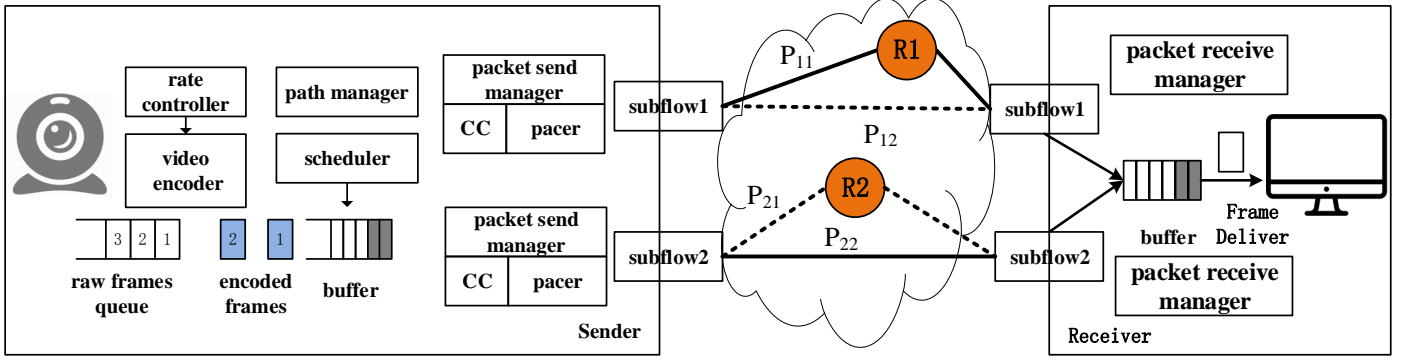 rate
controller
video
encoder
3 2 1
raw frames
queue
2 1
encoded
frames
path manager
scheduler
buffer
packet send
manager
CC pacer
packet send
manager
CC pacer
Sender
subflow1
subflow2
P11
R1
P12
P21
R2
P22
subflow1
subflow2
packet receive
manager
buffer
Frame
Deliver
packet receive
manager
Receiver